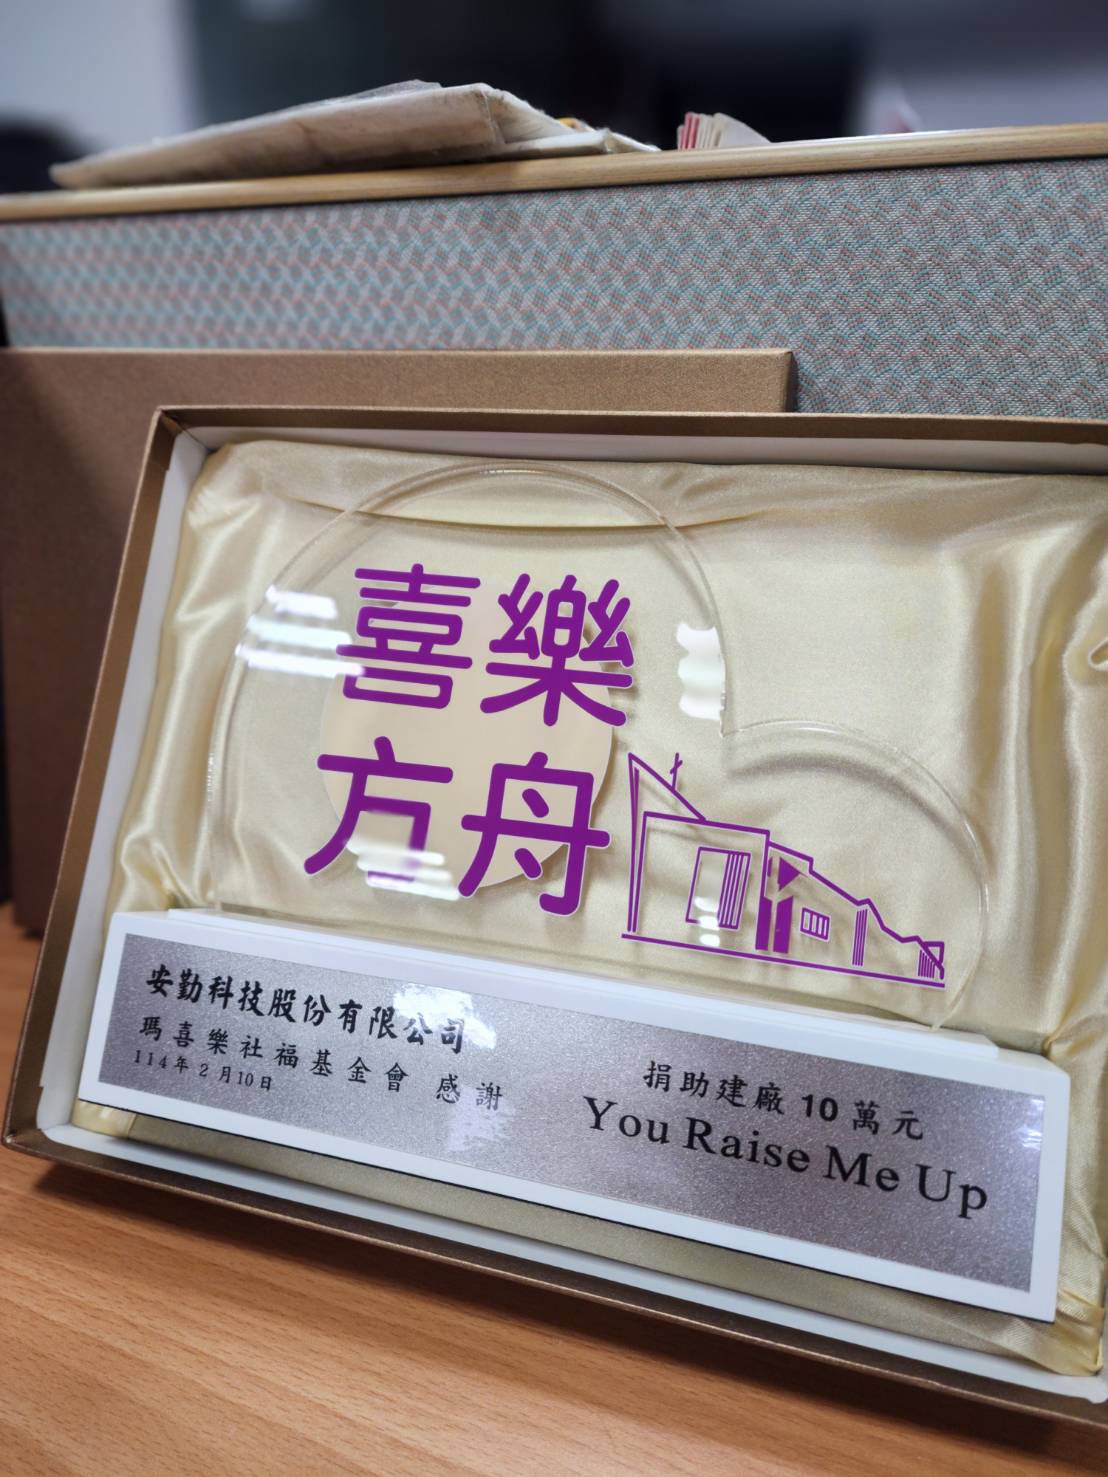 喜樂
方舟
安勤科技股份有限公司
瑪喜樂社福基金會 感謝
114年2月10日
捐助建廠 10 萬元
You Raise Me Up